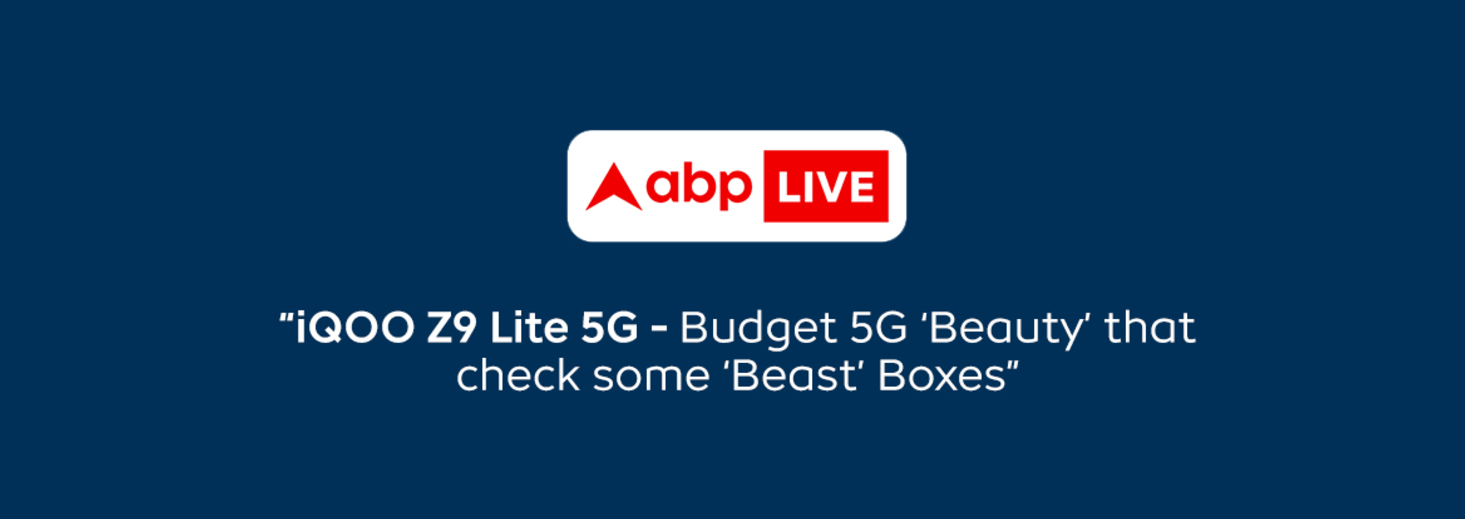 abp LIVE
"iQOO Z9 Lite 5G - Budget 5G 'Beauty' that
check some 'Beast' Boxes"